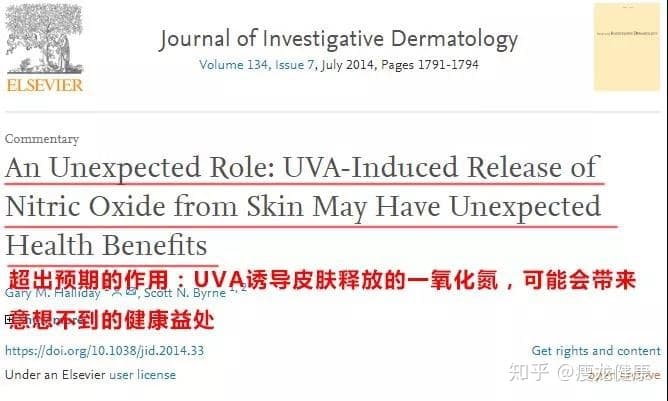 Journal of Investigative Dermatology
Volume 134, Issue 7, July 2014, Pages 1791-1794
ELSEVIER
Commentary
An Unexpected Role: UVA-Induced Release of
Nitric Oxide from Skin May Have Unexpected
Health Benefits
超出预期的作用：UVA诱导皮肤释放的一氧化氮，可能会带来
Gary M. Halliday, Scott N. Byrne
意想不到的健康益处
https://doi.org/10.1038/jid.2014.33
Get rights and content
Under an Elsevier user license
知乎 @瘦龙健康